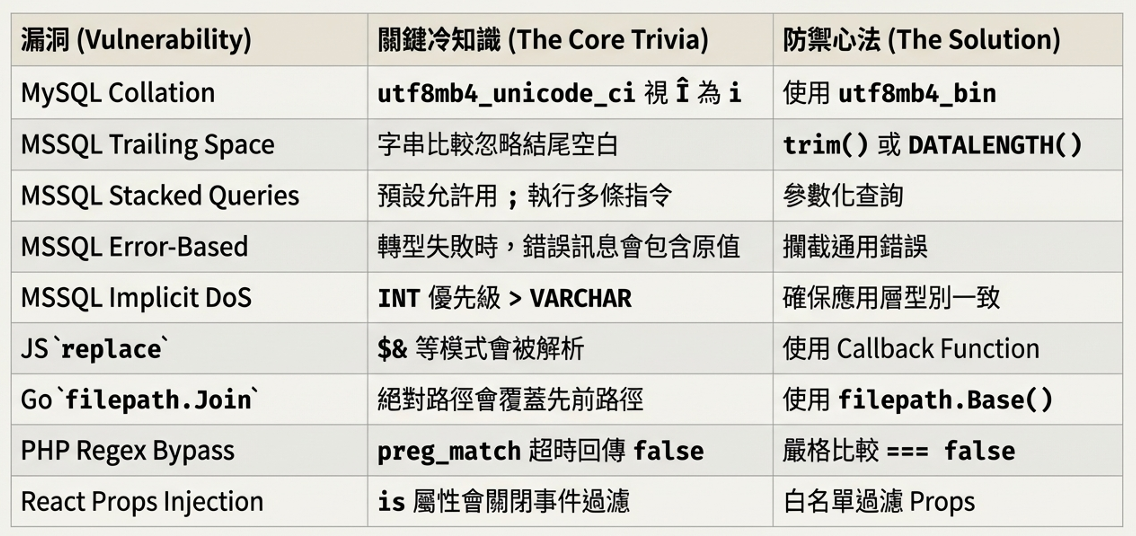 漏洞 (Vulnerability) 關鍵冷知識 (The Core Trivia) 防禦心法 (The Solution)
MySQL Collation utf8mb4_unicode_ci 視 Î 為 i 使用 utf8mb4_bin
MSSQL Trailing Space 字串比較忽略結尾空白 trim() 或 DATALENGTH()
MSSQL Stacked Queries 預設允許用 ; 執行多條指令 參數化查詢
MSSQL Error-Based 轉型失敗時，錯誤訊息會包含原值 攔截通用錯誤
MSSQL Implicit DoS INT 優先級 > VARCHAR 確保應用層型別一致
JS `replace` $& 等模式會被解析 使用 Callback Function
Go `filepath.Join` 絕對路徑會覆蓋先前路徑 使用 filepath.Base()
PHP Regex Bypass preg_match 超時回傳 false 嚴格比較 === false
React Props Injection is 屬性會關閉事件過濾 白名單過濾 Props